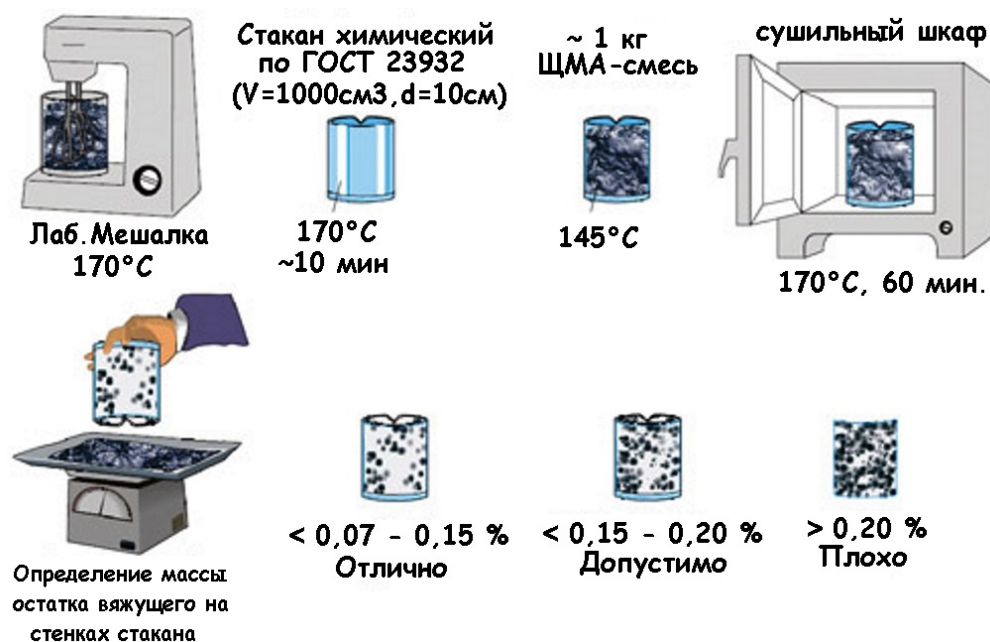 Лаб.Мешалка
170°C
Стакан химический
по ГОСТ 23932
(V=1000см3,d=10см)
170°C
~10 мин
~ 1 кг
ЩМА-смесь
145°C
сушильный шкаф
170°C, 60 мин.
Определение массы
остатка вяжущего на
стенках стакана
< 0,07 - 0,15 %
Отлично
< 0,15 - 0,20 %
Допустимо
> 0,20 %
Плохо